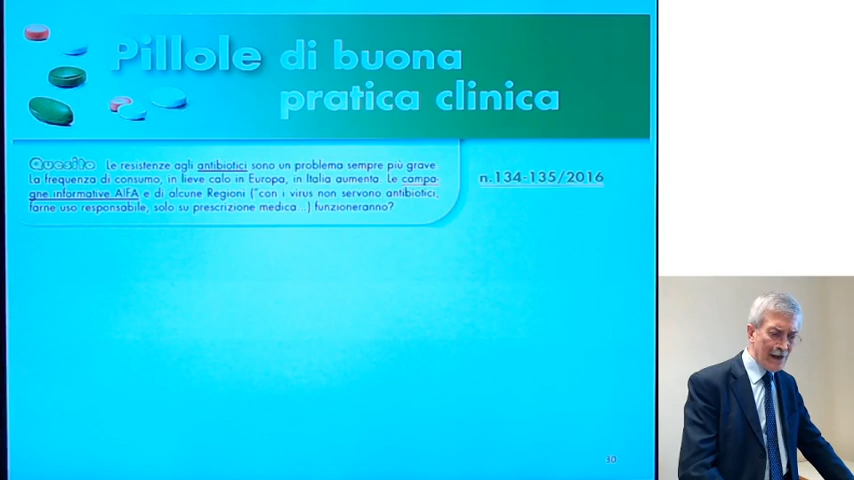 Pillole di buona
pratica clinica
Quesito Le resistenze agli antibiotici sono un problema sempre più grave
la frequenza di consumo, in lieve calo in Europa, in Italia aumenta. Le campa-
gne informative AIFA e di alcune Regioni ("con i virus non servono antibiotici,
farne uso responsabile, solo su prescrizione medica...) funzioneranno?
n.134-135/2016
30